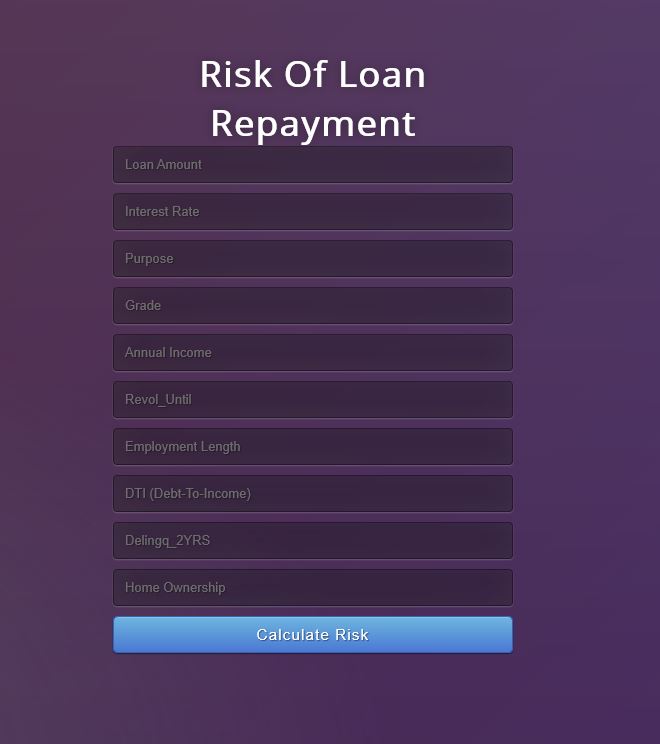 Risk Of Loan
Repayment
Loan Amount
Interest Rate
Purpose
Grade
Annual Income
Revol_Until
Employment Length
DTI (Debt-To-Income)
Delingq_2YRS
Home Ownership
Calculate Risk